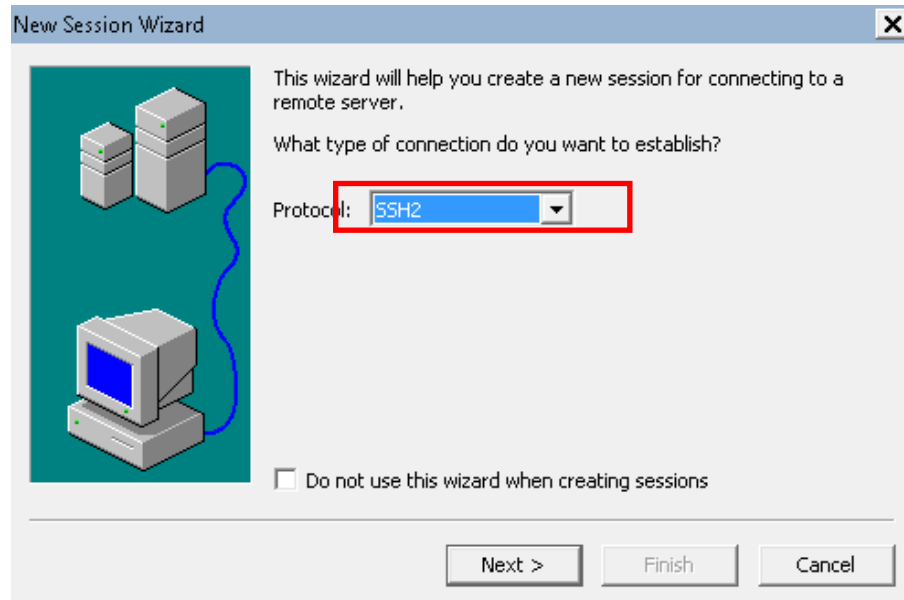 New Session Wizard
This wizard will help you create a new session for connecting to a
remote server.
What type of connection do you want to establish?
Protocol: SSH2
Do not use this wizard when creating sessions
Next > Finish Cancel